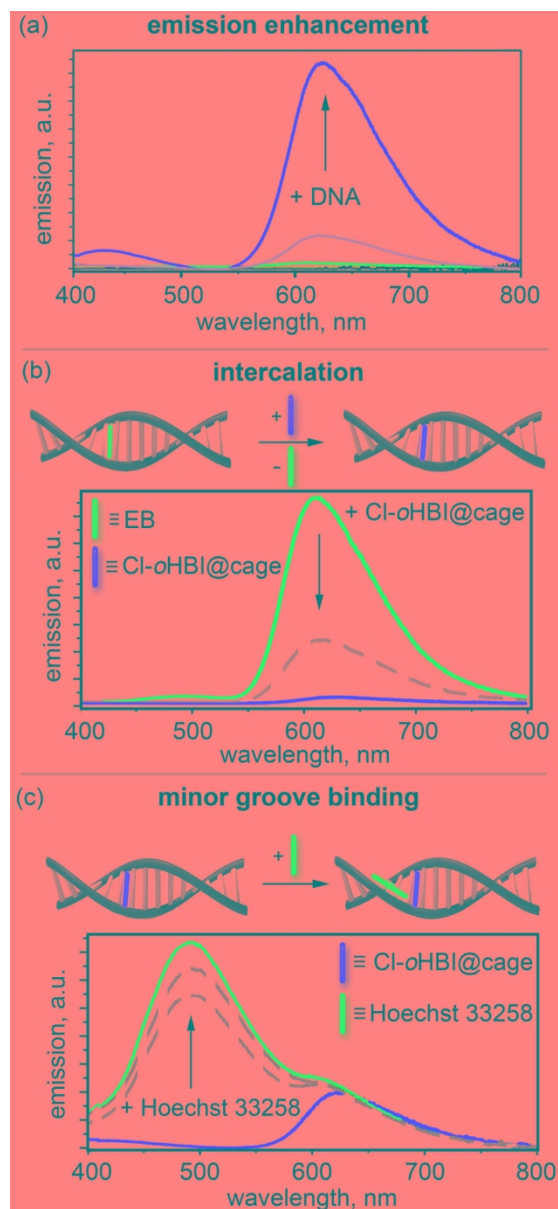 (a) emission enhancement
emission, a.u.
+ DNA
400 500 600 700 800
wavelength, nm
(b) intercalation
+
-
≡ EB
≡ Cl-oHBI@cage
+ Cl-oHBI@cage
emission, a.u.
400 500 600 700 800
wavelength, nm
(c) minor groove binding
+
≡ Cl-oHBI@cage
≡ Hoechst 33258
emission, a.u.
+ Hoechst 33258
400 500 600 700 800
wavelength, nm